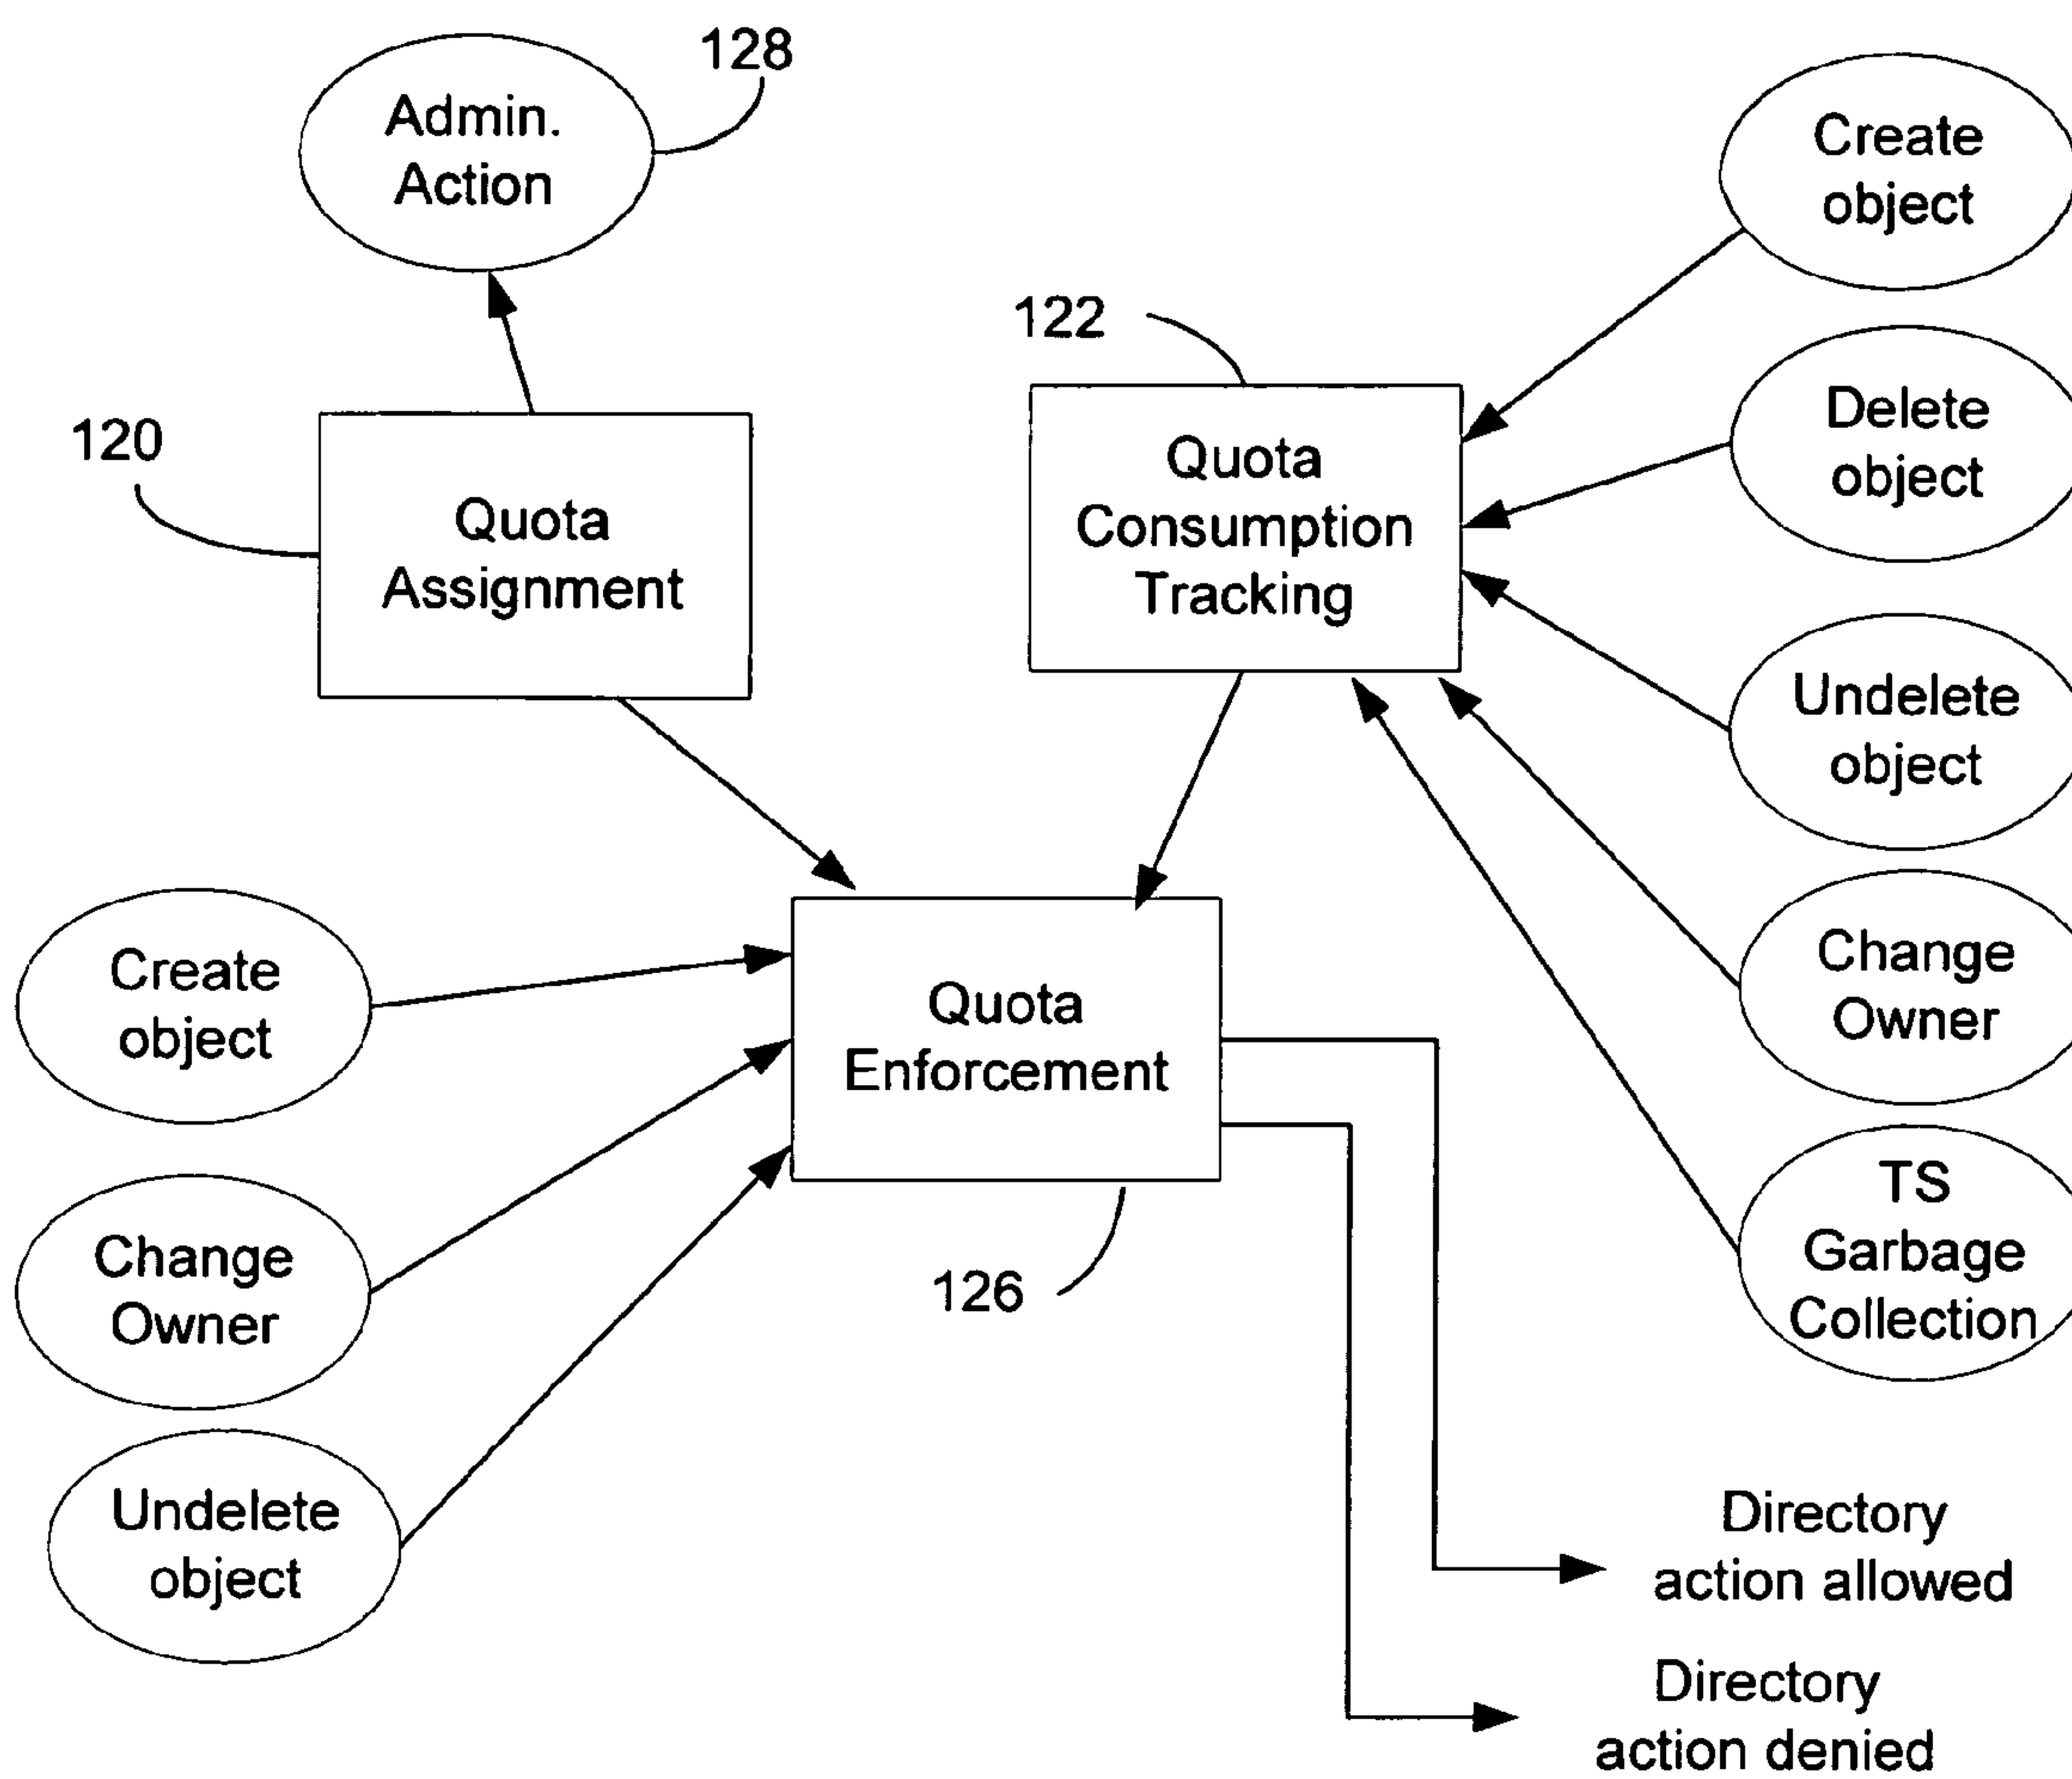 128
Admin.
Action
Create
object
122
120
Quota
Assignment
Quota
Consumption
Tracking
Delete
object
Undelete
object
Create
object
Quota
Enforcement
Change
Owner
Change
Owner
126
TS
Garbage
Collection
Undelete
object
Directory
action allowed
Directory
action denied